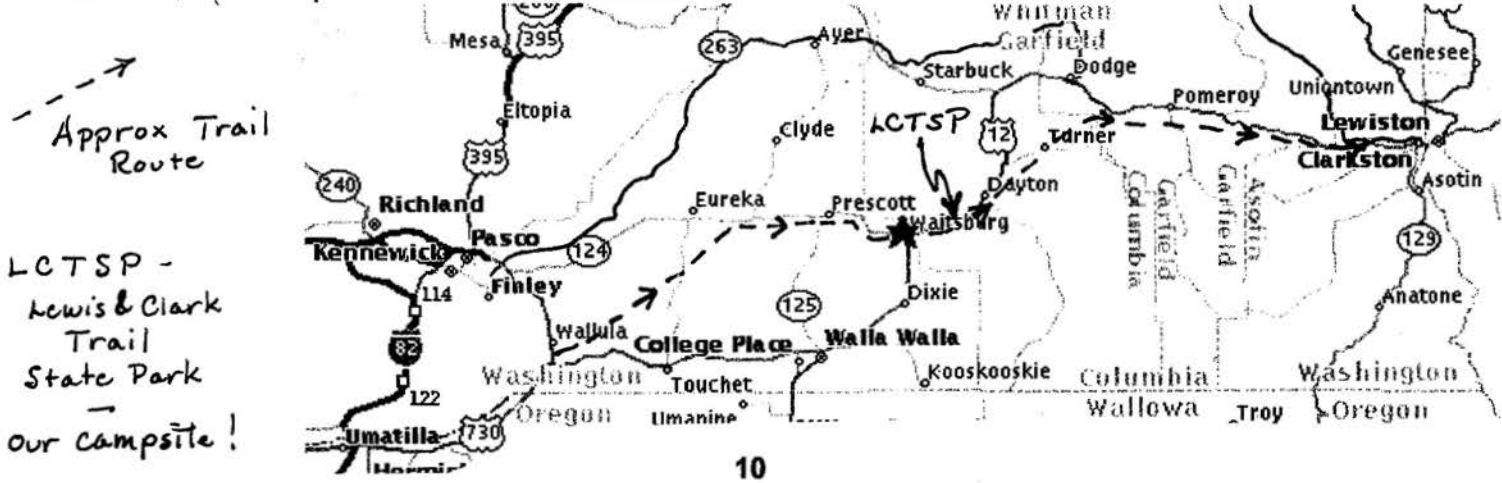 Approx Trail
Route
LCTSP -
Lewis & Clark
Trail
State Park
-
our campsite!
Whitman
Garfield
Mesa
395
263
Ayer
Genesee
Starbuck
Dodge
Eltopia
Uniontown
Pomeroy
Clyde
LCTSP
12
Turner
Lewiston
Clarkston
395
240
Eureka
Prescott
Dayton
Asotin
Richland
Waitsburg
Columbia
Garfield
Garfield
Asotin
Kennewick
Pasco
124
129
Finley
114
125
Dixie
Anatone
Wallula
College Place
Walla Walla
82
Washington
Touchet
Kooskooskie
Columbia
Washington
122
Oregon
Umanine
Wallowa
Troy
Oregon
Umatilla
730
10